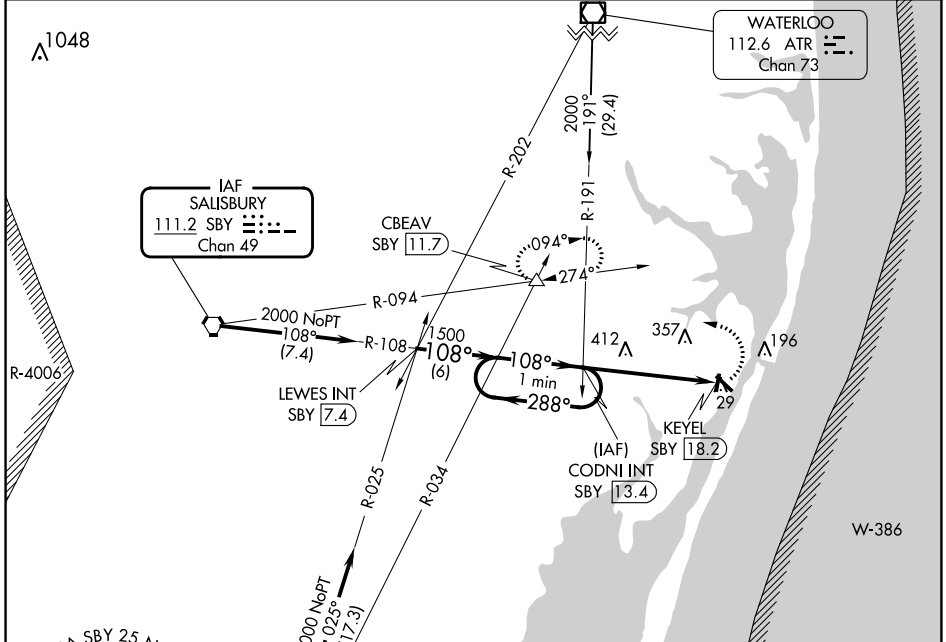 1048
WATERLOO
112.6 ATR
Chan 73
2000
191°
(29.4)
R-202
R-191
IAF
SALISBURY
111.2 SBY
Chan 49
CBEAV
SBY 11.7
094°
274°
R-094
2000 NoPT
108°
(7.4)
R-108
1500
108°
(6)
108°
1 min
288°
412
357
196
29
R-4006
LEWES INT
SBY 7.4
KEYEL
SBY 18.2
(IAF)
CODNI INT
SBY 13.4
R-025
R-034
W-386
000 NoPT
025°
17.3)
SBY 25